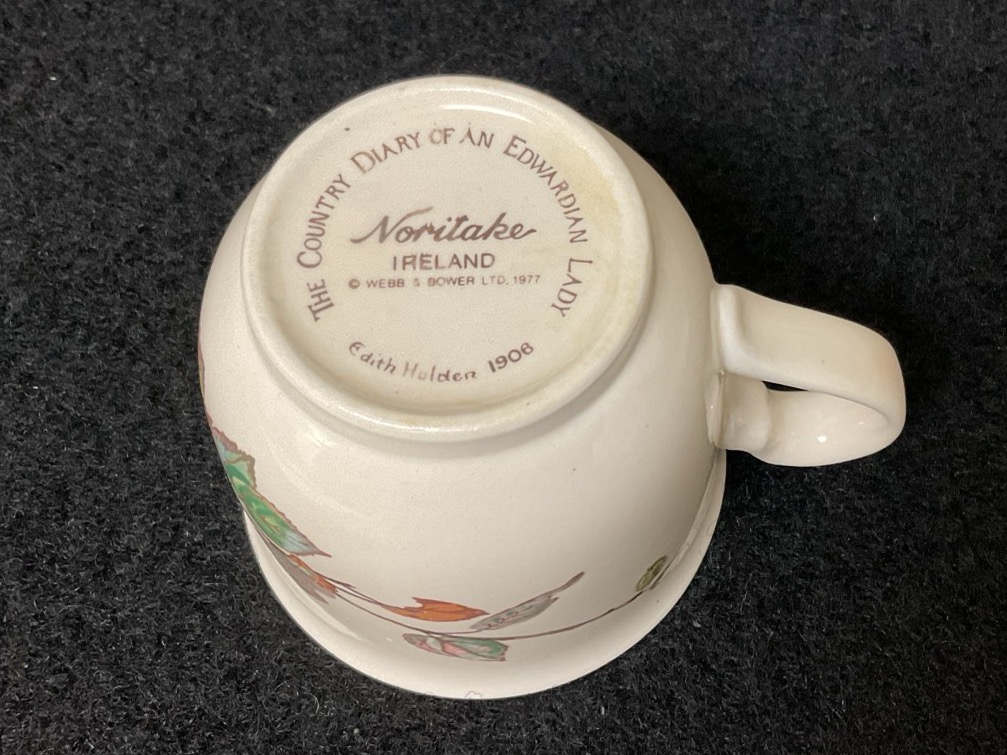 THE COUNTRY DIARY OF AN EDWARDIAN LADY
Noritake
IRELAND
© WEBB & BOWER LTD. 1977
Edith Holden 1906